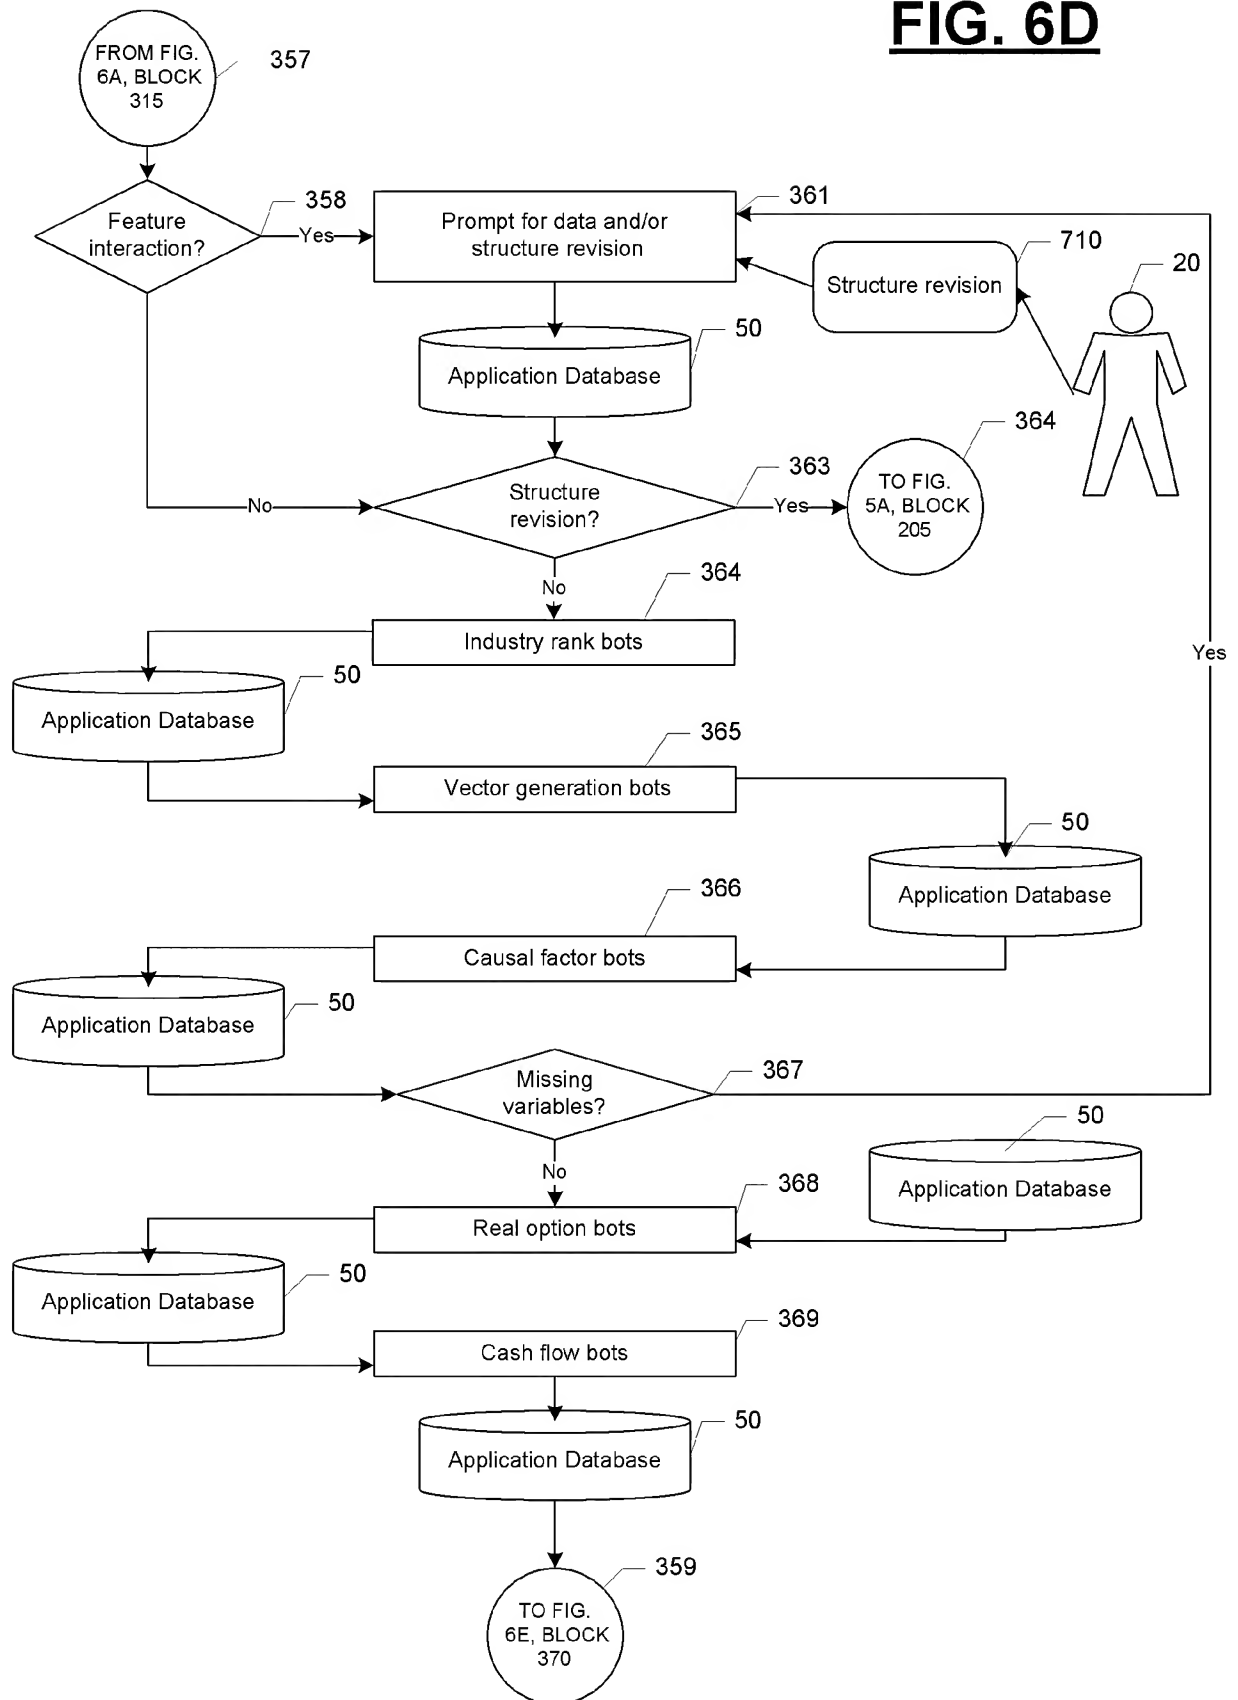 FIG. 6D
FROM FIG.
6A, BLOCK
315
357
Feature
interaction?
358
Yes
Prompt for data and/or
structure revision
361
Structure revision
710
20
Application Database
50
No
Structure
revision?
363
Yes
TO FIG.
5A, BLOCK
205
364
No
Industry rank bots
364
Yes
Application Database
50
Vector generation bots
365
Application Database
50
Causal factor bots
366
Application Database
50
Missing
variables?
367
No
Application Database
50
Real option bots
368
Application Database
50
Cash flow bots
369
Application Database
50
TO FIG.
6E, BLOCK
370
359